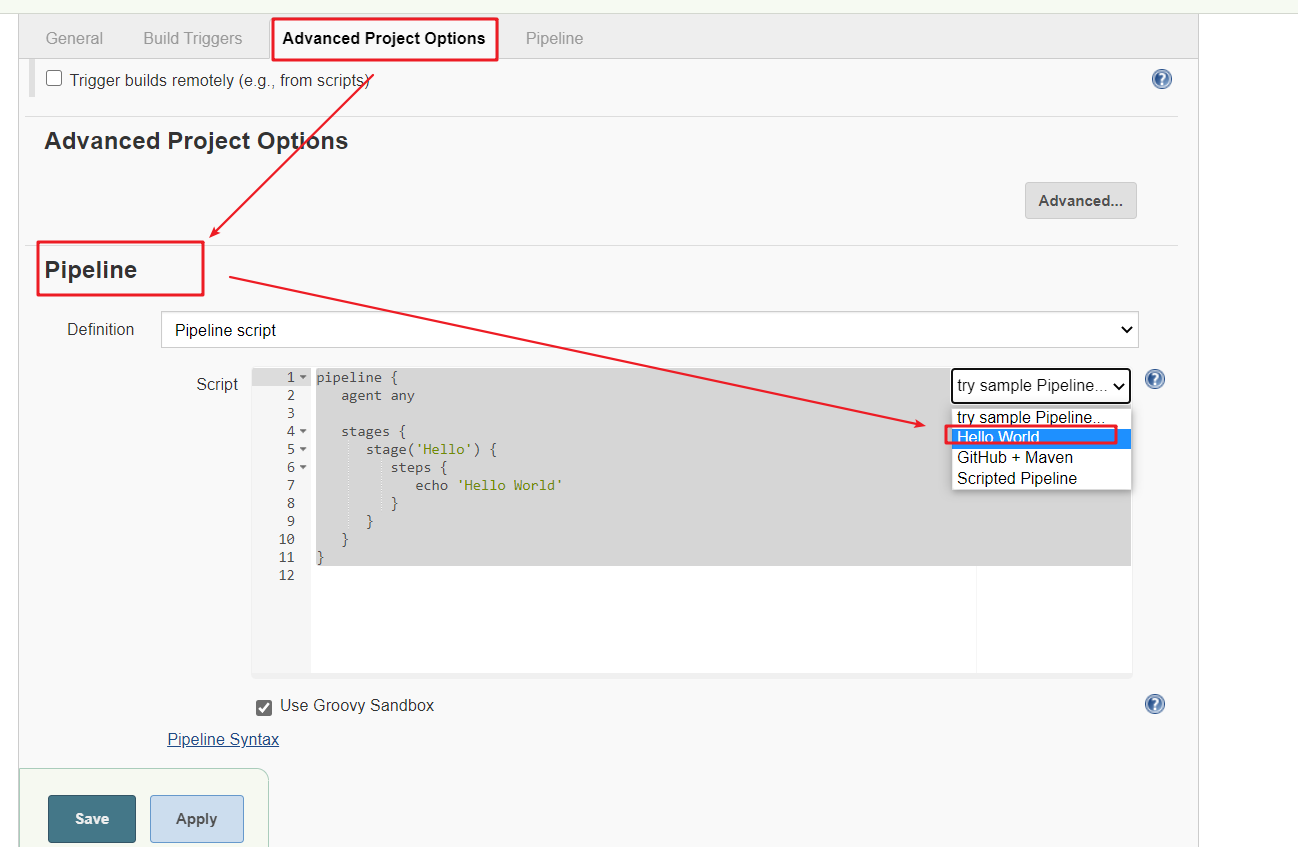 General Build Triggers Advanced Project Options Pipeline
Trigger builds remotely (e.g., from scripts)
Advanced Project Options
Advanced...
Pipeline
Definition Pipeline script
Script
1 pipeline {
2 agent any
3
4 stages {
5 stage('Hello') {
6 steps {
7 echo 'Hello World'
8 }
9 }
10 }
11 }
12
try sample Pipeline...
try sample Pipeline...
Hello World
GitHub + Maven
Scripted Pipeline
Use Groovy Sandbox
Pipeline Syntax
Save Apply